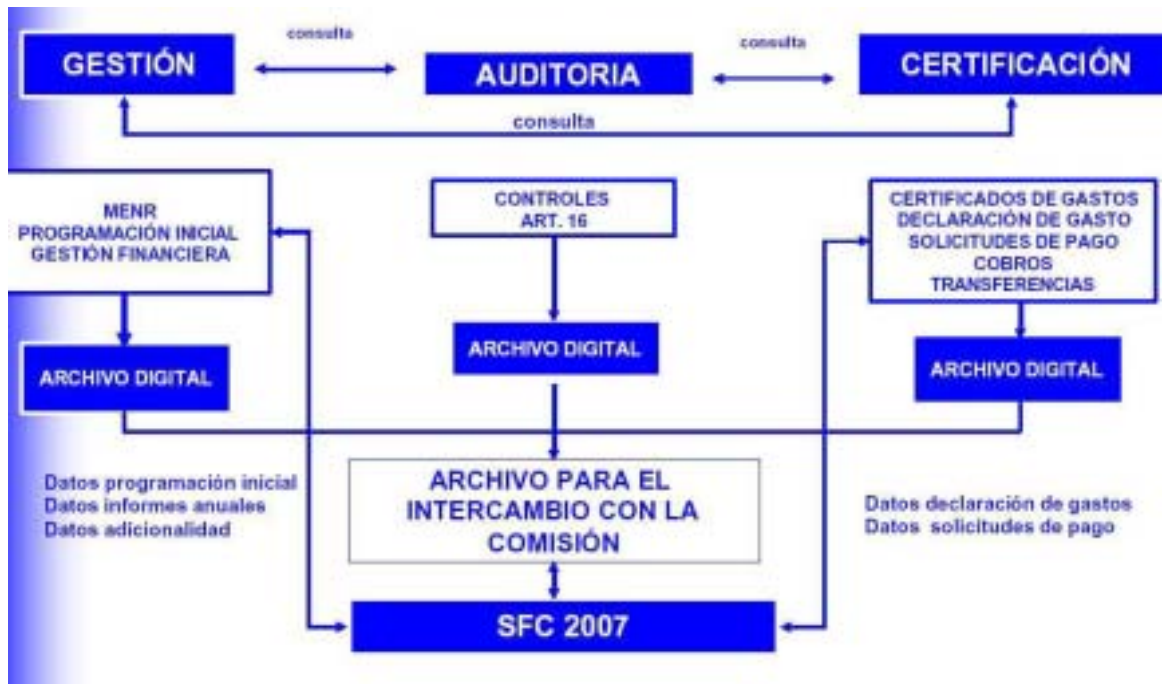 consulta
consulta
GESTIÓN
AUDITORIA
CERTIFICACIÓN
consulta
MENR
PROGRAMACIÓN INICIAL
GESTIÓN FINANCIERA
CONTROLES
ART. 16
CERTIFICADOS DE GASTOS
DECLARACIÓN DE GASTO
SOLICITUDES DE PAGO
COBROS
TRANSFERENCIAS
ARCHIVO DIGITAL
ARCHIVO DIGITAL
ARCHIVO DIGITAL
Datos programación inicial
Datos informes anuales
Datos adicionalidad
ARCHIVO PARA EL
INTERCAMBIO CON LA
COMISIÓN
Datos declaración de gastos
Datos solicitudes de pago
SFC 2007